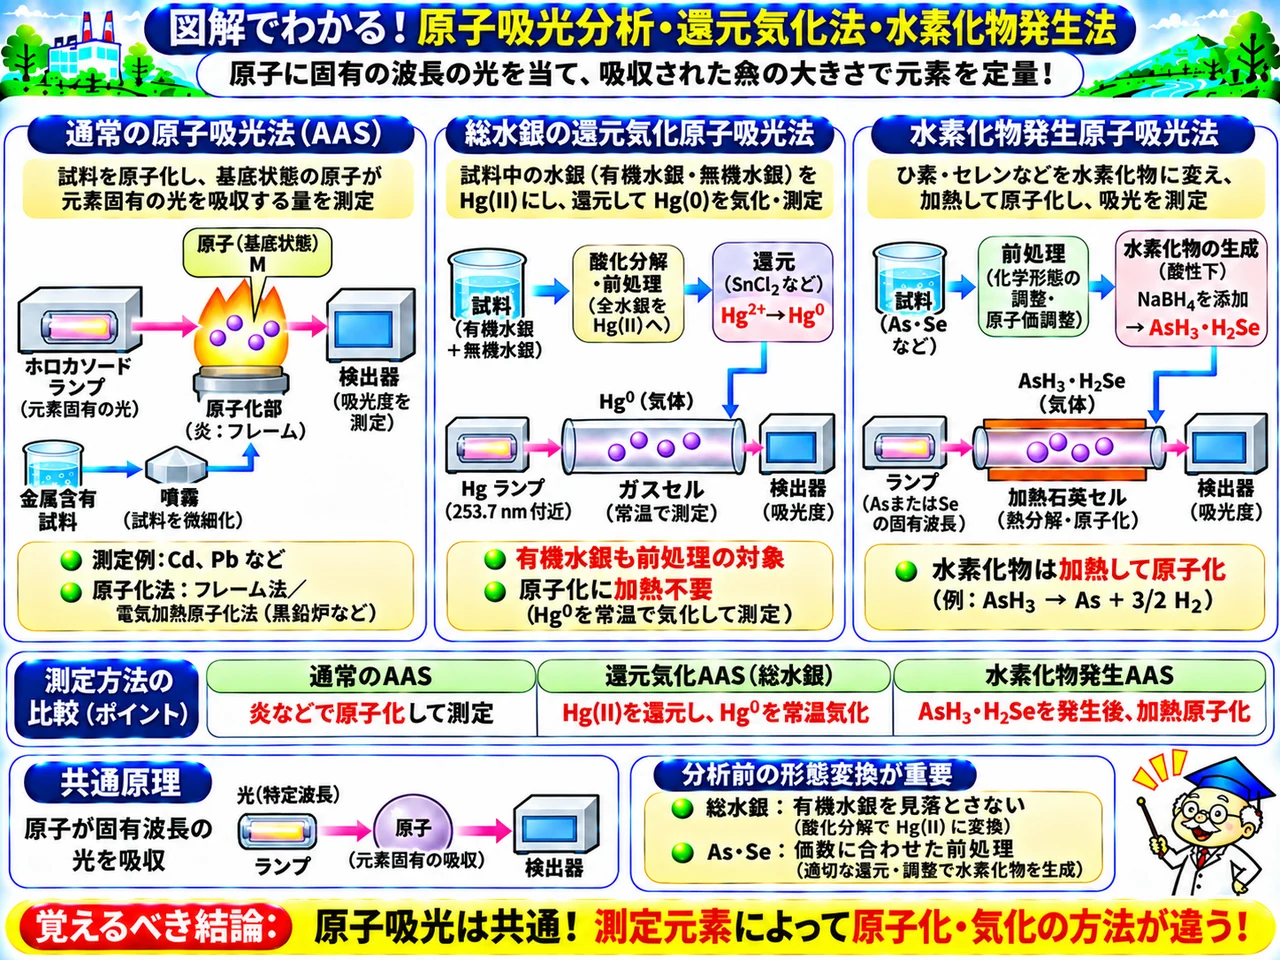 図解でわかる！原子吸光分析・還元気化法・水素化物発生法
原子に固有の波長の光を当て、吸収された の大きさで元素を定量！
通常の原子吸光法（AAS）
試料を原子化し、基底状態の原子が
元素固有の光を吸収する量を測定
原子（基底状態）
M
ホロカソード
ランプ
（元素固有の光）
原子化部
（炎：フレーム）
検出器
（吸光度を
測定）
金属含有
試料
噴霧
（試料を微細化）
測定例：Cd、Pb など
原子化法：フレーム法／
電気加熱原子化法（黒鉛炉など）
総水銀の還元気化原子吸光法
試料中の水銀（有機水銀・無機水銀）を
Hg(II)にし、還元して Hg(0)を気化・測定
試料
（有機水銀
＋無機水銀）
酸化分解
・前処理
（全水銀を
Hg(II)へ）
還元
（SnCl₂など）
Hg²⁺→Hg⁰
Hg⁰（気体）
Hg ランプ
（253.7 nm 付近）
ガスセル
（常温で測定）
検出器
（吸光度）
有機水銀も前処理の対象
原子化に加熱不要
（Hg⁰を常温で気化して測定）
水素化物発生原子吸光法
ひ素・セレンなどを水素化物に変え、
加熱して原子化し、吸光を測定
試料
（As・Se
など）
前処理
（化学形態の
調整・
原子価調整）
水素化物の生成
（酸性下）
NaBH₄を添加
→ AsH₃・H₂Se
AsH₃・H₂Se
（気体）
ランプ
（AsまたはSe
の固有波長）
加熱石英セル
（熱分解・原子化）
検出器
（吸光度）
水素化物は加熱して原子化
（例：AsH₃ → As + 3/2 H₂）
測定方法の
比較（ポイント）
通常のAAS
還元気化AAS（総水銀）
水素化物発生AAS
炎などで原子化して測定
Hg(II)を還元し、Hg⁰を常温気化
AsH₃・H₂Seを発生後、加熱原子化
共通原理
原子が固有波長の
光を吸収
光（特定波長）
ランプ
原子
（元素固有の吸収）
検出器
分析前の形態変換が重要
総水銀：有機水銀を見落とさない
（酸化分解で Hg(II) に変換）
As・Se：価数に合わせた前処理
（適切な還元・調整で水素化物を生成）
覚えるべき結論：
原子吸光は共通！ 測定元素によって原子化・気化の方法が違う！